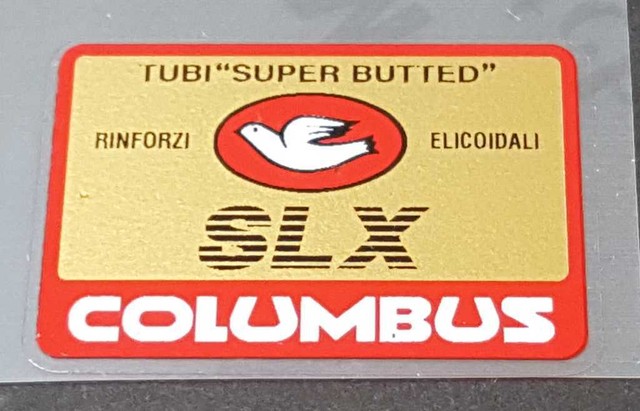 TUBI "SUPER BUTTED"
RINFORZI ELICOIDALI
SLX
COLUMBUS